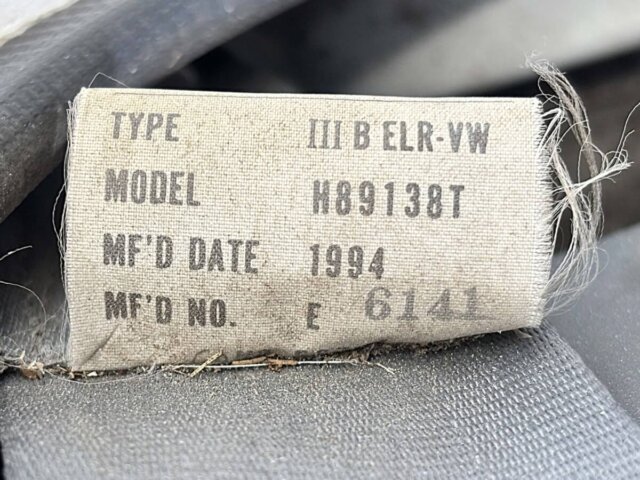 TYPE III B ELR-VW
MODEL H89138T
MF'D DATE 1994
MF'D NO. E 6141